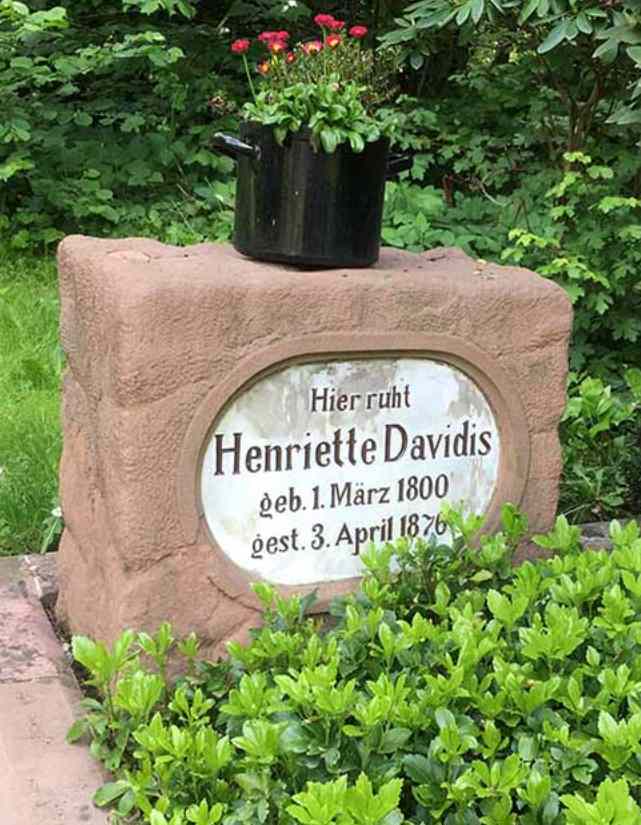 Hier ruht
Henriette Davidis
geb. 1. März 1800
gest. 3. April 1876